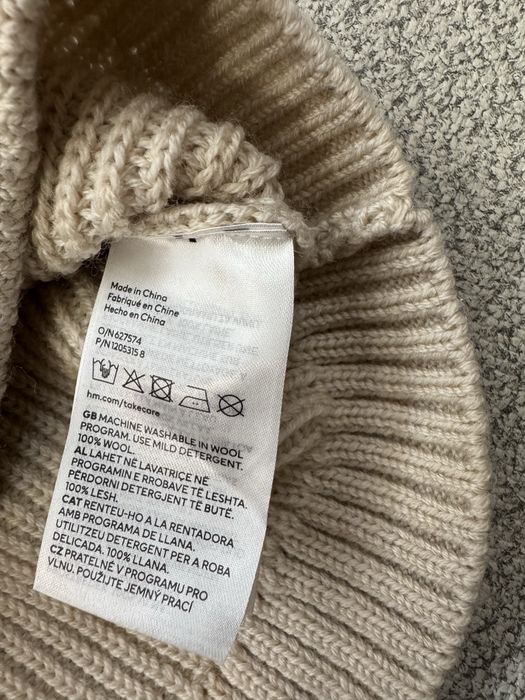 Made in China
Fabriqué en Chine
Hecho en China
O/N 627574
P/N 1205315 8
hm.com/takecare
GB MACHINE WASHABLE IN WOOL
PROGRAM. USE MILD DETERGENT.
100% WOOL.
AL LAHET NË LAVATRIÇE NË
PROGRAMIN E RROBAVE TË LESHTA.
PËRDORNI DETERGJENT TË BUTË.
100% LESH.
CAT RENTEU-HO A LA RENTADORA
AMB PROGRAMA DE LLANA.
UTILITZEU DETERGENT PER A ROBA
DELICADA. 100% LLANA.
CZ PRATELNÉ V PROGRAMU PRO
VLNU. POUŽIJTE JEMNÝ PRACÍ